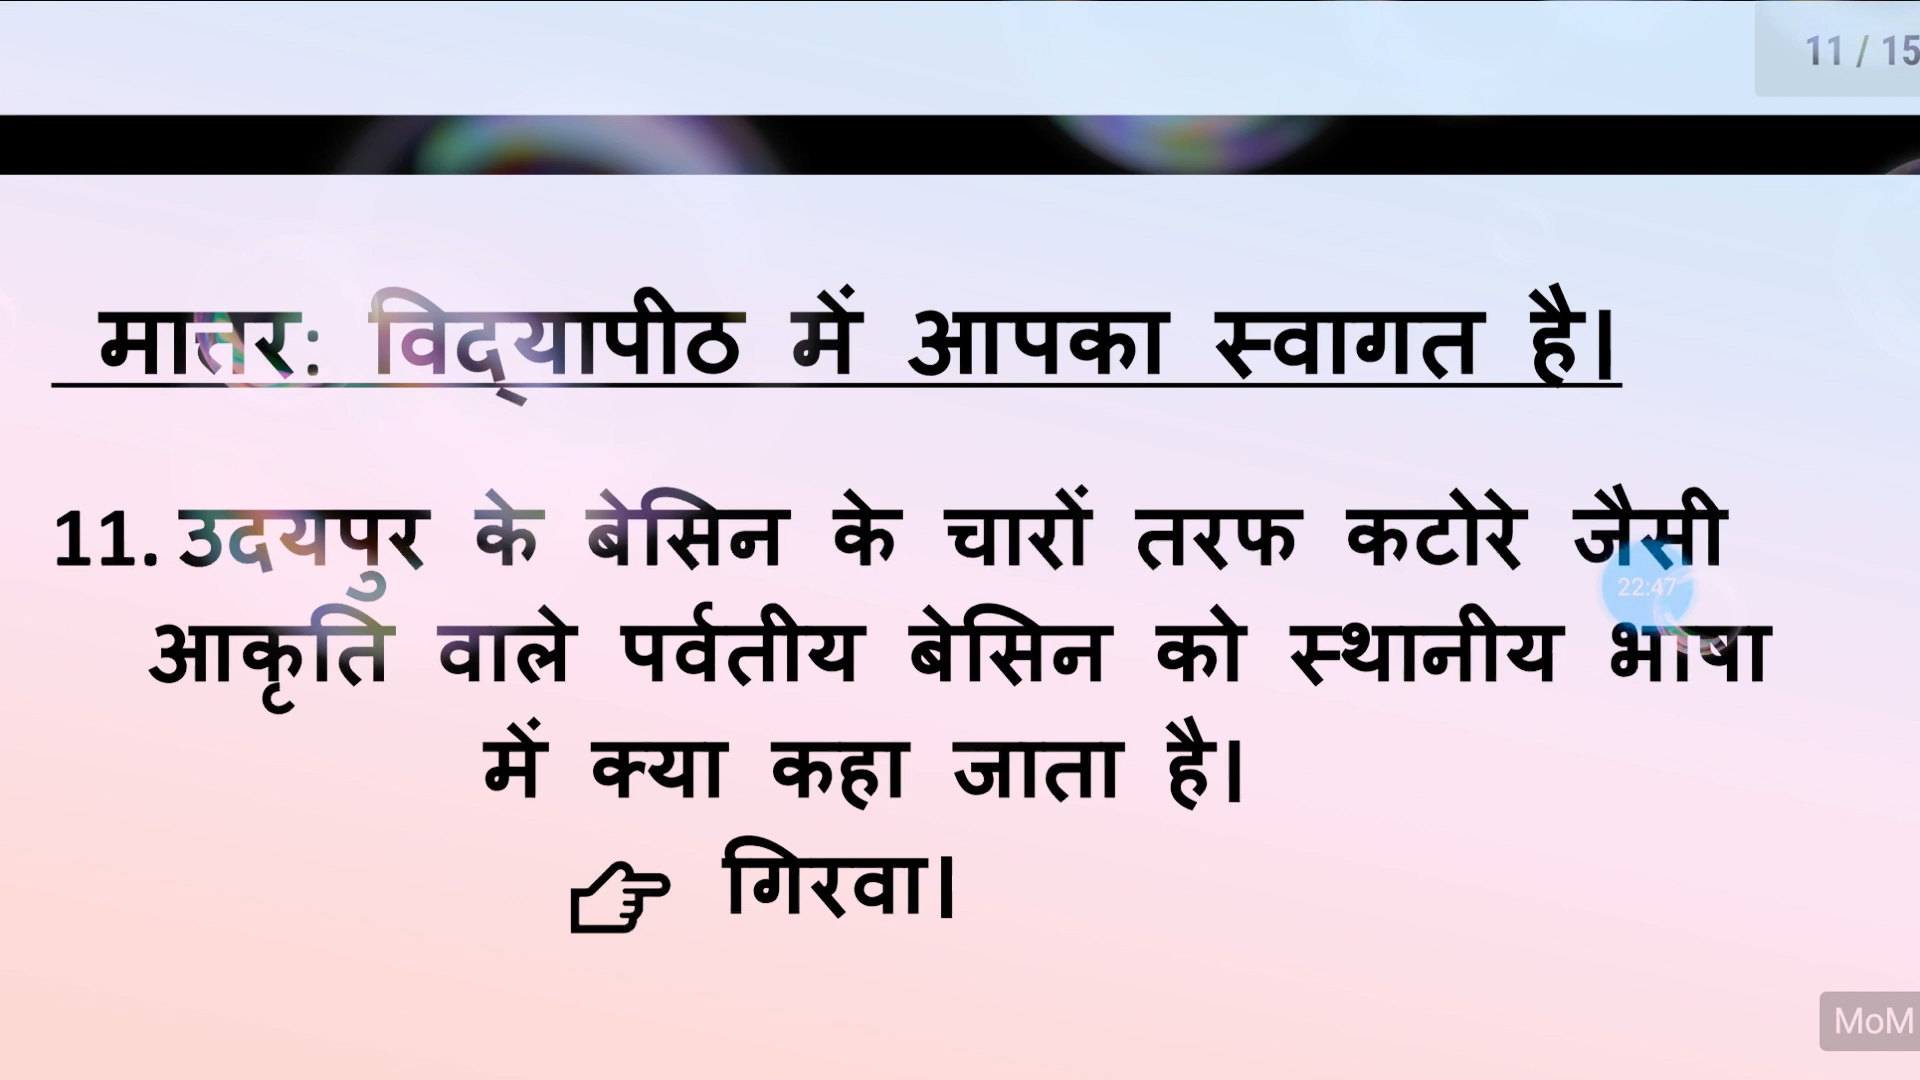 11 / 15
मातर: विद्यापीठ में आपका स्वागत है।
11. उदयपुर के बेसिन के चारों तरफ कटोरे जैसी
22:47
आकृति वाले पर्वतीय बेसिन को स्थानीय भाषा
में क्या कहा जाता है।
👉 गिरवा।
MoM